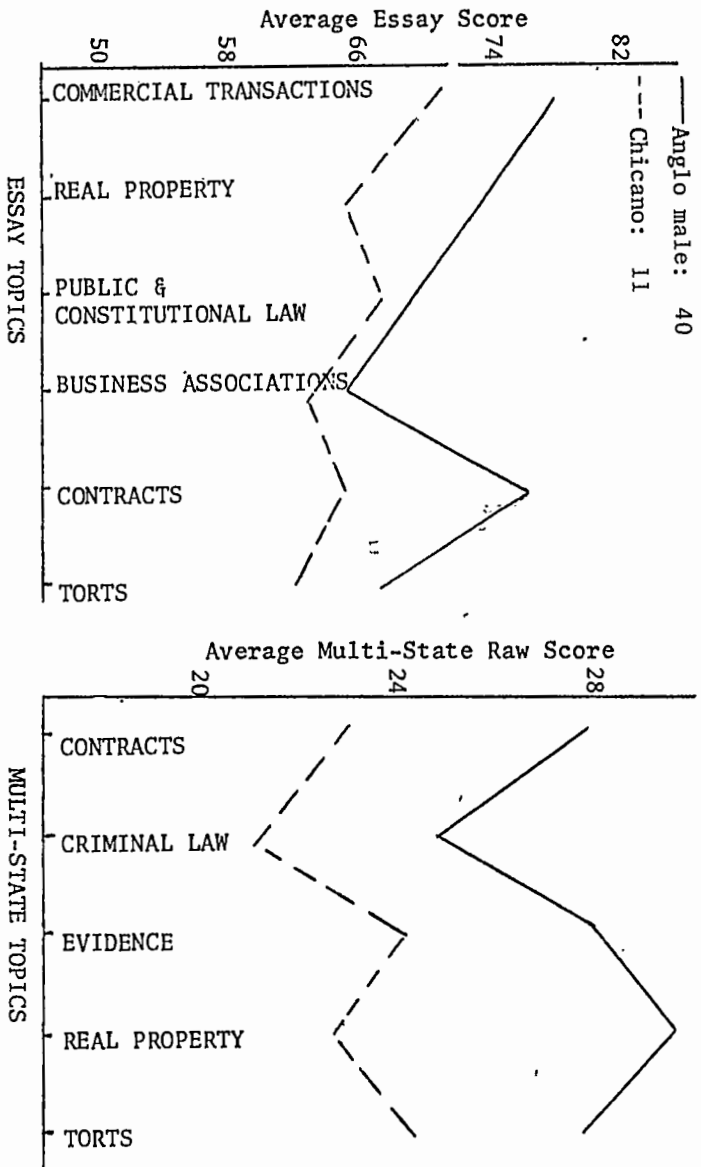 Average Essay Score
50
58
66
74
82
Anglo male: 40
Chicano: 11
COMMERCIAL TRANSACTIONS
REAL PROPERTY
PUBLIC &
CONSTITUTIONAL LAW
BUSINESS ASSOCIATIONS
CONTRACTS
TORTS
ESSAY TOPICS
Average Multi-State Raw Score
20
24
28
CONTRACTS
CRIMINAL LAW
EVIDENCE
REAL PROPERTY
TORTS
MULTI-STATE TOPICS